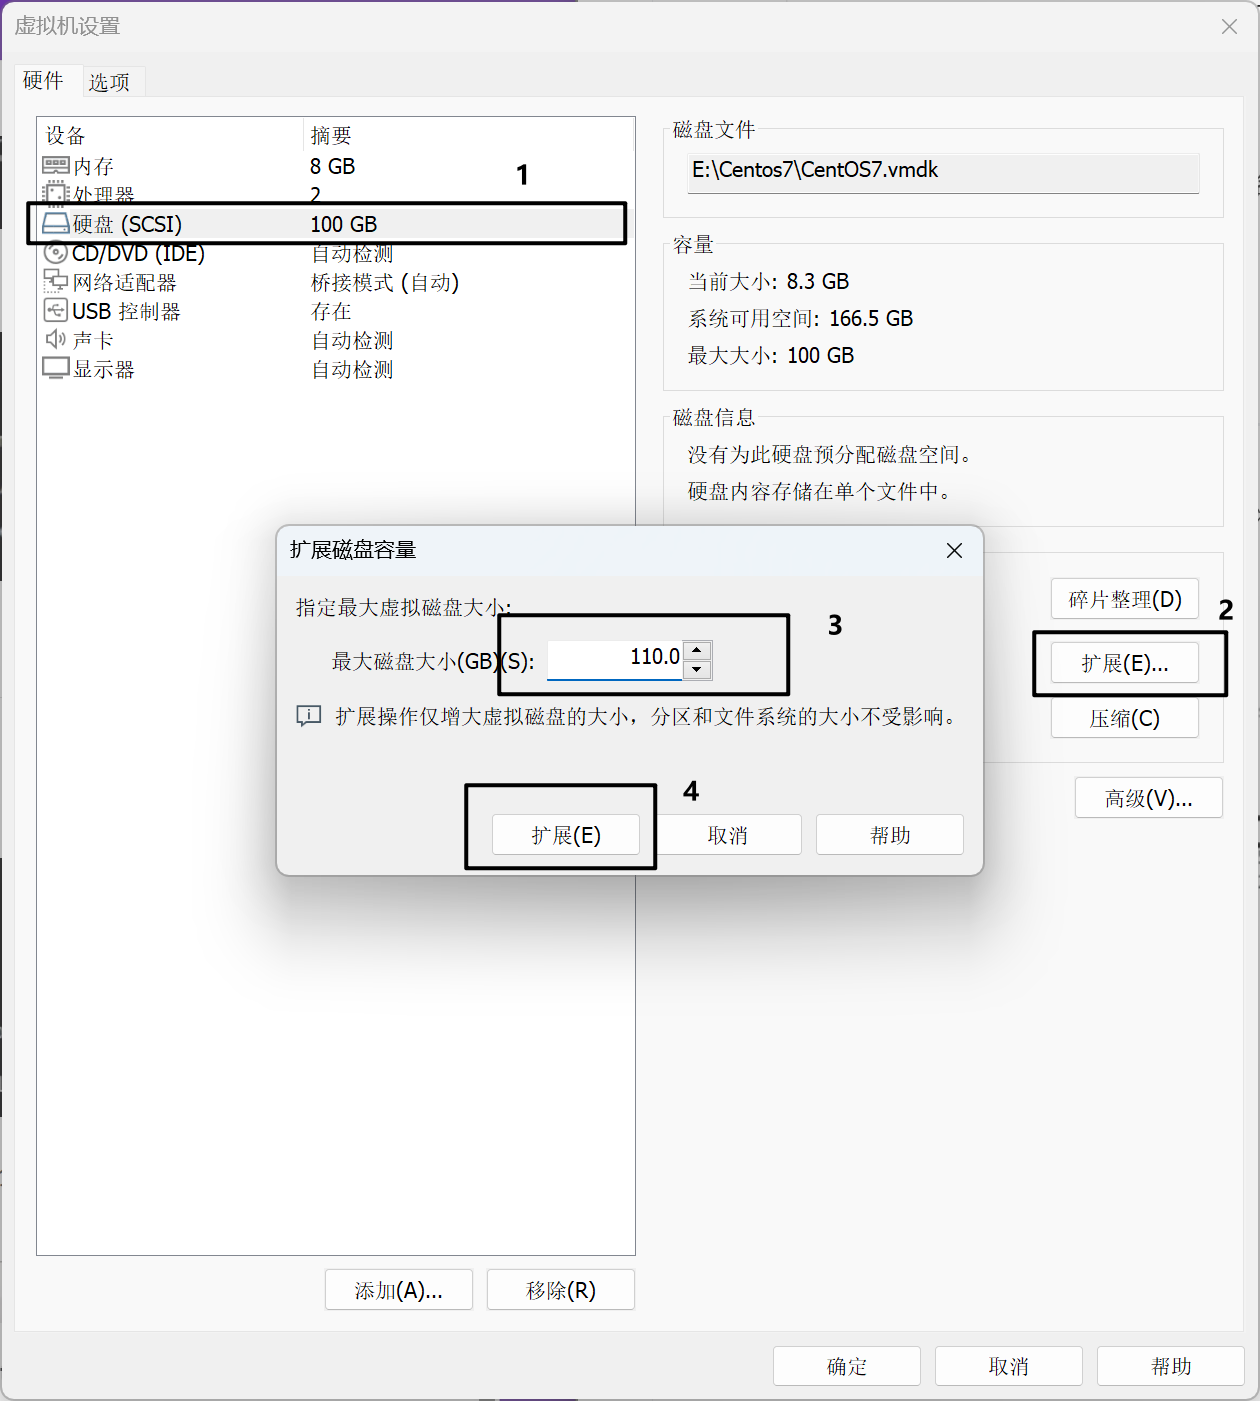 虚拟机设置
硬件 选项
设备 摘要
内存 8 GB
1
处理器 2
硬盘 (SCSI) 100 GB
CD/DVD (IDE) 自动检测
网络适配器 桥接模式 (自动)
USB 控制器 存在
声卡 自动检测
显示器 自动检测
磁盘文件
E:\Centos7\CentOS7.vmdk
容量
当前大小: 8.3 GB
系统可用空间: 166.5 GB
最大大小: 100 GB
磁盘信息
没有为此硬盘预分配磁盘空间。
硬盘内容存储在单个文件中。
碎片整理(D)
2
扩展(E)...
压缩(C)
高级(V)...
扩展磁盘容量
指定最大虚拟磁盘大小:
3
最大磁盘大小(GB)(S): 110.0
扩展操作仅增大虚拟磁盘的大小，分区和文件系统的大小不受影响。
4
扩展(E) 取消 帮助
添加(A)... 移除(R)
确定 取消 帮助